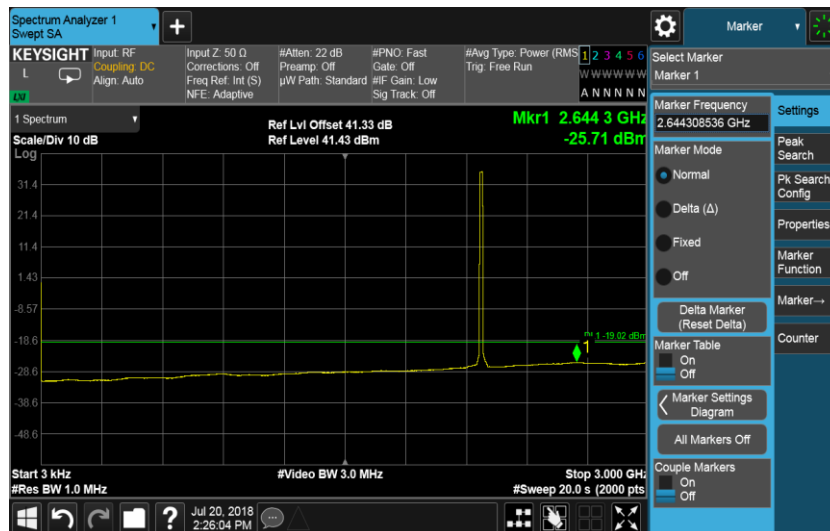 Spectrum Analyzer 1
Swept SA
+
Marker
KEYSIGHT
L
Input: RF
Coupling: DC
Align: Auto
Input Z: 50 Ω
Corrections: Off
Freq Ref: Int (S)
NFE: Adaptive
#Atten: 22 dB
Preamp: Off
µW Path: Standard
#PNO: Fast
Gate: Off
#IF Gain: Low
Sig Track: Off
#Avg Type: Power (RMS
Trig: Free Run
1 2 3 4 5 6
W W W W W W
A N N N N N
Select Marker
Marker 1
1 Spectrum
Scale/Div 10 dB
Log
Ref Lvl Offset 41.33 dB
Ref Level 41.43 dBm
Mkr1 2.644 3 GHz
-25.71 dBm
31.4
21.4
11.4
1.43
-8.57
-18.6
-28.6
-38.6
-48.6
DL1 -19.02 dBm
1
Start 3 kHz
#Res BW 1.0 MHz
#Video BW 3.0 MHz
Stop 3.000 GHz
#Sweep 20.0 s (2000 pts
Marker Frequency
2.644308536 GHz
Marker Mode
Normal
Delta (Δ)
Fixed
Off
Delta Marker
(Reset Delta)
Marker Table
On
Off
Marker Settings
Diagram
All Markers Off
Couple Markers
On
Off
Settings
Peak
Search
Pk Search
Config
Properties
Marker
Function
Marker→
Counter
?
Jul 20, 2018
2:26:04 PM